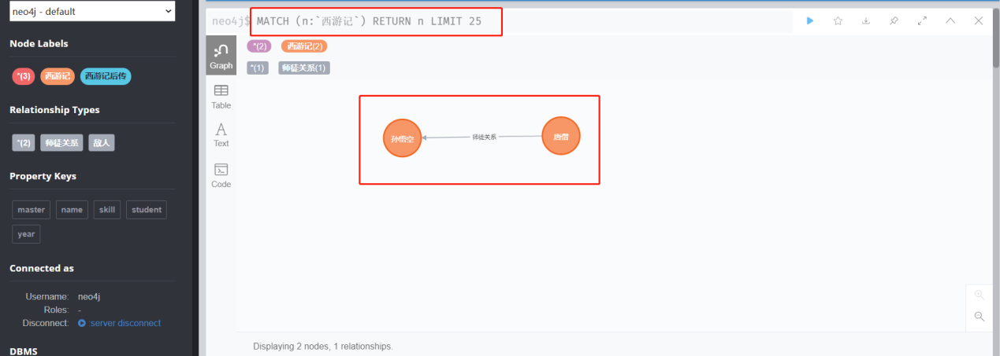 neo4j - default
Node Labels
*(3) 西游记 西游记后传
Relationship Types
*(2) 师徒关系 敌人
Property Keys
master name skill student
year
Connected as
Username: neo4j
Roles: -
Disconnect: server disconnect
DBMS
neo4j$ MATCH (n:`西游记`) RETURN n LIMIT 25
Graph
Table
Text
Code
*(2) 西游记(2)
*(1) 师徒关系(1)
孙悟空 师徒关系 唐僧
Displaying 2 nodes, 1 relationships.